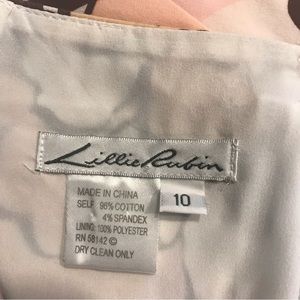 Lillie Rubin
10
MADE IN CHINA
SELF: 96% COTTON
4% SPANDEX
LINING: 100% POLYESTER
RN 58142 ©
DRY CLEAN ONLY